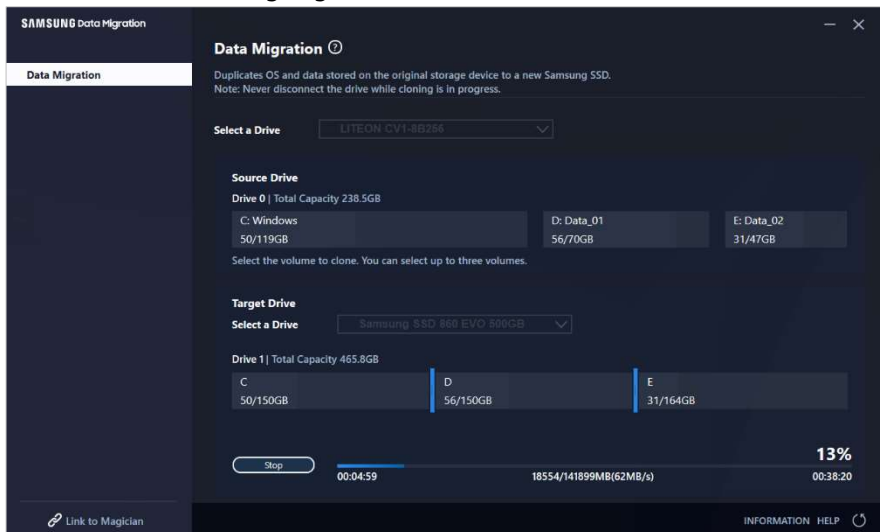 SAMSUNG Data Migration
Data Migration ?
Data Migration
Duplicates OS and data stored on the original storage device to a new Samsung SSD.
Note: Never disconnect the drive while cloning is in progress.
Select a Drive LITEON CV1-8B256
Source Drive
Drive 0 | Total Capacity 238.5GB
C: Windows D: Data_01 E: Data_02
50/119GB 56/70GB 31/47GB
Select the volume to clone. You can select up to three volumes.
Target Drive
Select a Drive Samsung SSD 860 EVO 500GB
Drive 1 | Total Capacity 465.8GB
C D E
50/150GB 56/150GB 31/164GB
13%
Stop
00:04:59 18554/141899MB(62MB/s) 00:38:20
Link to Magician INFORMATION HELP